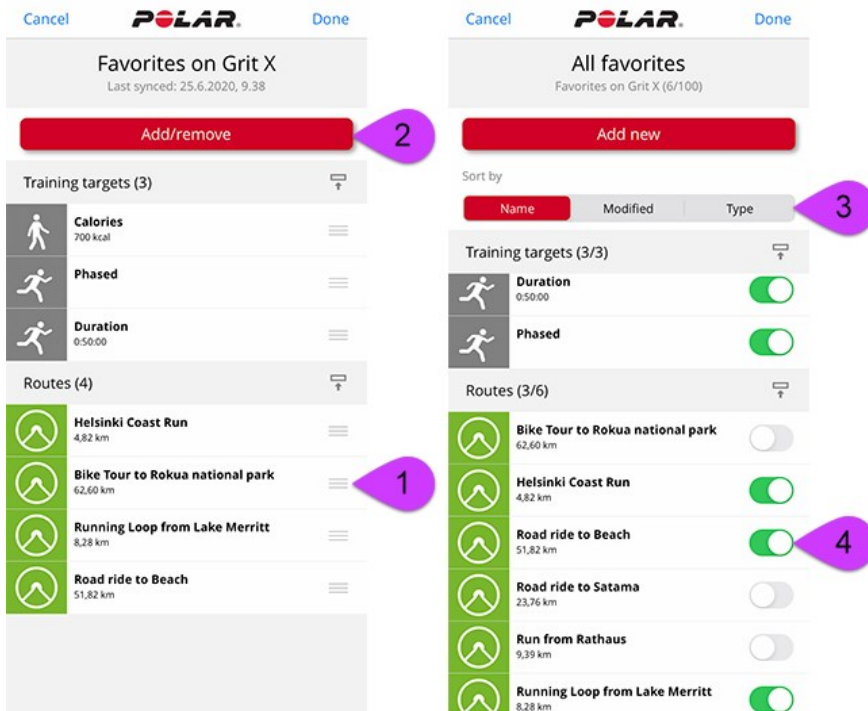 Cancel
POLAR.
Done
Favorites on Grit X
Last synced: 25.6.2020, 9.38
Add/remove
2
Training targets (3)
Calories
700 kcal
Phased
Duration
0:50:00
Routes (4)
Helsinki Coast Run
4,82 km
Bike Tour to Rokua national park
62,60 km
1
Running Loop from Lake Merritt
8,28 km
Road ride to Beach
51,82 km
Cancel
POLAR.
Done
All favorites
Favorites on Grit X (6/100)
Add new
Sort by
Name Modified Type
3
Training targets (3/3)
Duration
0:50:00
Phased
Routes (3/6)
Bike Tour to Rokua national park
62,60 km
Helsinki Coast Run
4,82 km
Road ride to Beach
51,82 km
4
Road ride to Satama
23,76 km
Run from Rathaus
9,39 km
Running Loop from Lake Merritt
8,28 km